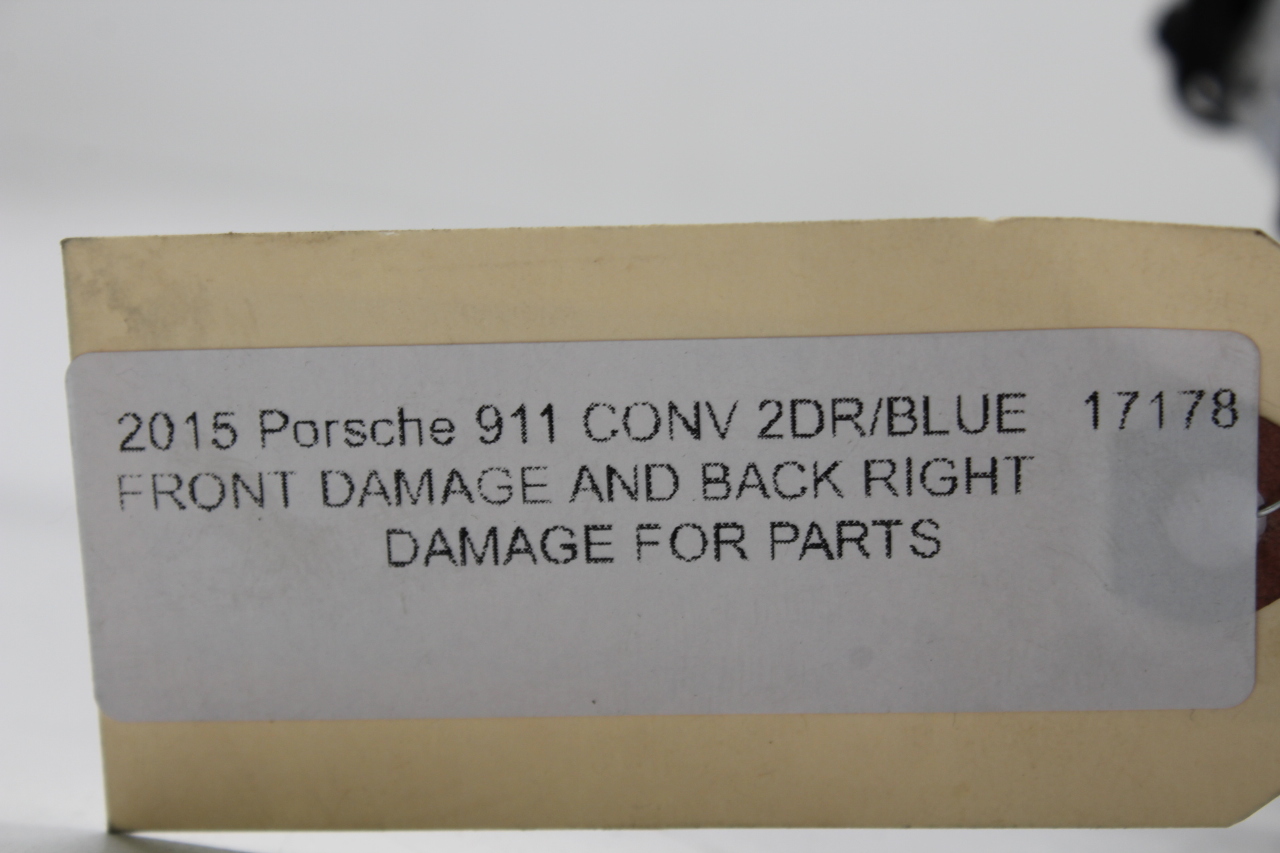 2015 Porsche 911 CONV 2DR/BLUE 17178
FRONT DAMAGE AND BACK RIGHT
DAMAGE FOR PARTS